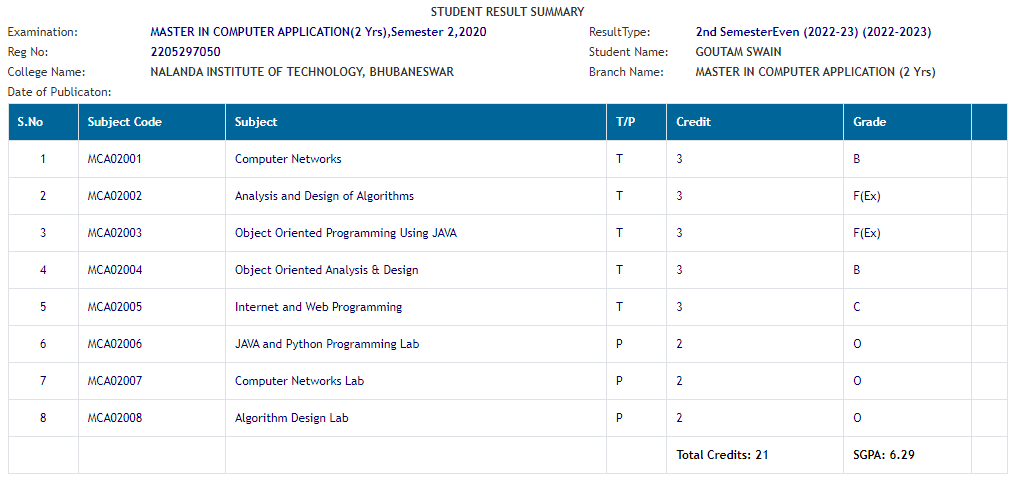 STUDENT RESULT SUMMARY
Examination: MASTER IN COMPUTER APPLICATION(2 Yrs),Semester 2,2020 ResultType: 2nd SemesterEven (2022-23) (2022-2023)
Reg No: 2205297050 Student Name: GOUTAM SWAIN
College Name: NALANDA INSTITUTE OF TECHNOLOGY, BHUBANESWAR Branch Name: MASTER IN COMPUTER APPLICATION (2 Yrs)
Date of Publicaton:
S.No Subject Code Subject T/P Credit Grade
1 MCA02001 Computer Networks T 3 B
2 MCA02002 Analysis and Design of Algorithms T 3 F(Ex)
3 MCA02003 Object Oriented Programming Using JAVA T 3 F(Ex)
4 MCA02004 Object Oriented Analysis & Design T 3 B
5 MCA02005 Internet and Web Programming T 3 C
6 MCA02006 JAVA and Python Programming Lab P 2 O
7 MCA02007 Computer Networks Lab P 2 O
8 MCA02008 Algorithm Design Lab P 2 O
Total Credits: 21 SGPA: 6.29